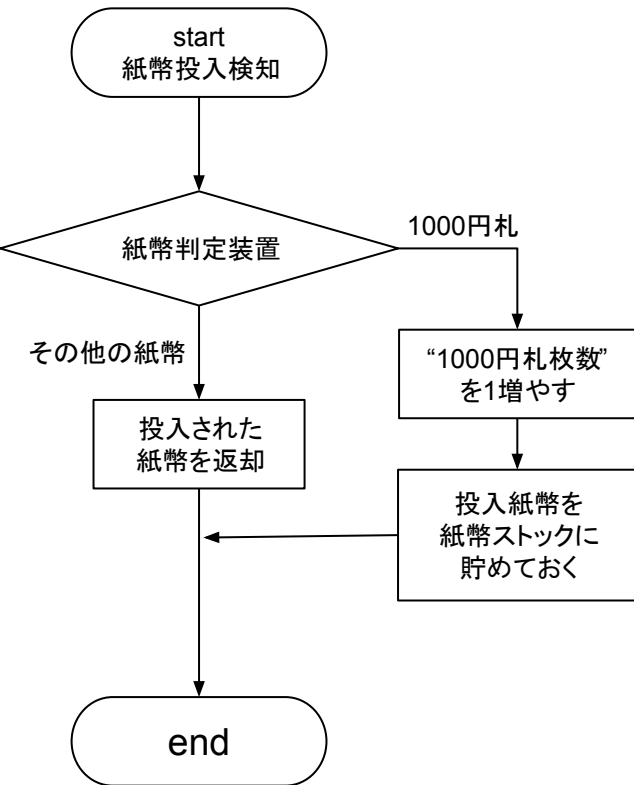 start
紙幣投入検知
紙幣判定装置
1000円札
その他の紙幣
“1000円札枚数”
を1増やす
投入された
紙幣を返却
投入紙幣を
紙幣ストックに
貯めておく
end